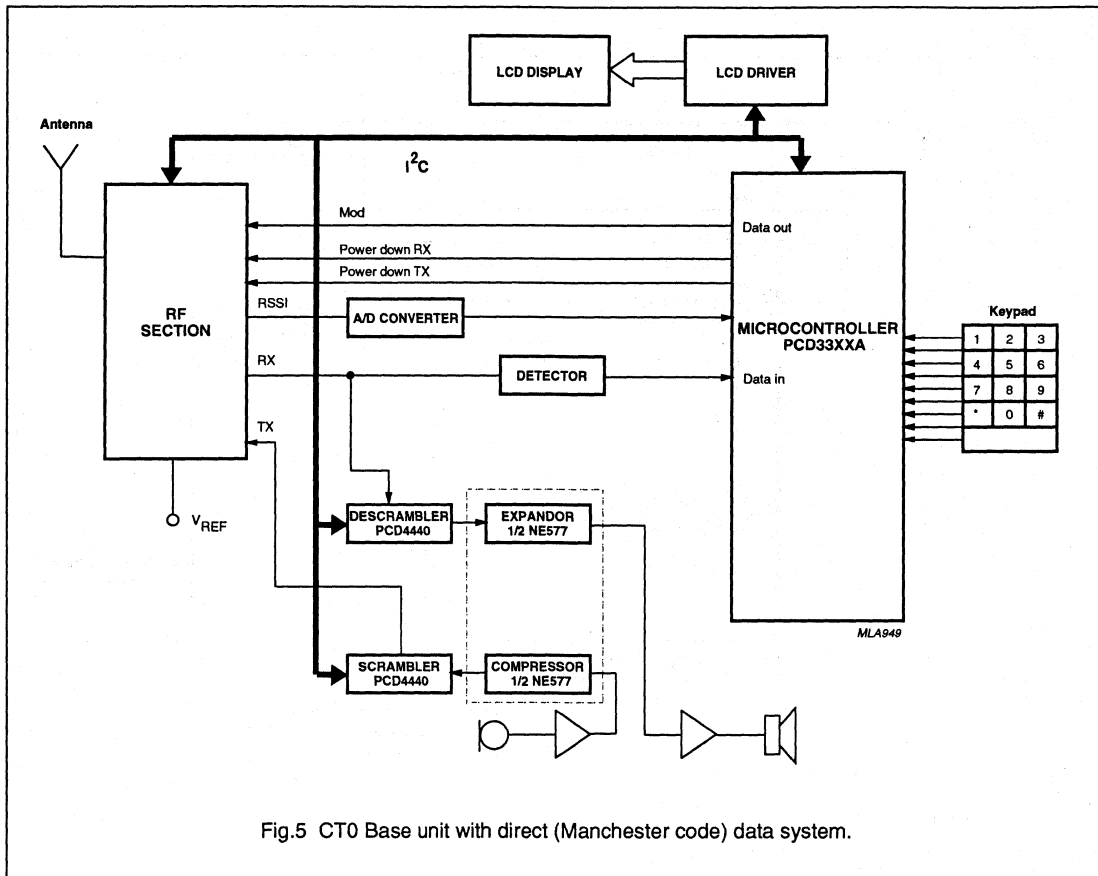 LCD DISPLAY
LCD DRIVER
Antenna
I²C
Mod
Data out
Power down RX
Power down TX
RF
SECTION
RSSI
A/D CONVERTER
MICROCONTROLLER
PCD33XXA
Keypad
1 2 3
4 5 6
7 8 9
* 0 #
RX
DETECTOR
Data in
TX
VREF
DESCRAMBLER
PCD4440
EXPANDOR
1/2 NE577
MLA949
SCRAMBLER
PCD4440
COMPRESSOR
1/2 NE577
Fig.5 CT0 Base unit with direct (Manchester code) data system.